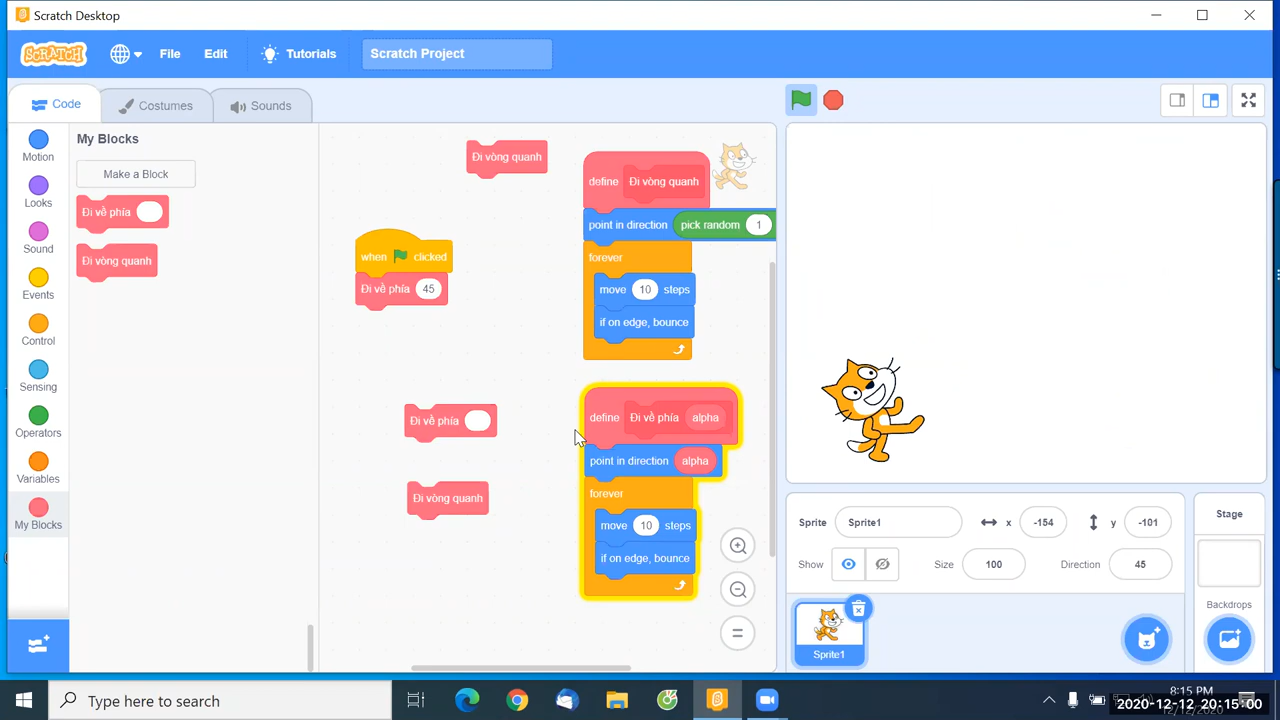 Scratch Desktop
SCRATCH
File
Edit
Tutorials
Scratch Project
Code
Costumes
Sounds
Motion
Looks
Sound
Events
Control
Sensing
Operators
Variables
My Blocks
My Blocks
Make a Block
Đi về phía
Đi vòng quanh
Đi vòng quanh
when clicked
Đi về phía 45
Đi về phía
Đi vòng quanh
define Đi vòng quanh
point in direction pick random 1
forever
move 10 steps
if on edge, bounce
define Đi về phía alpha
point in direction alpha
forever
move 10 steps
if on edge, bounce
Sprite Sprite1 x -154 y -101
Show Size 100 Direction 45
Sprite1
Stage
Backdrops
Type here to search
8:15 PM
2020-12-12 20:15:00